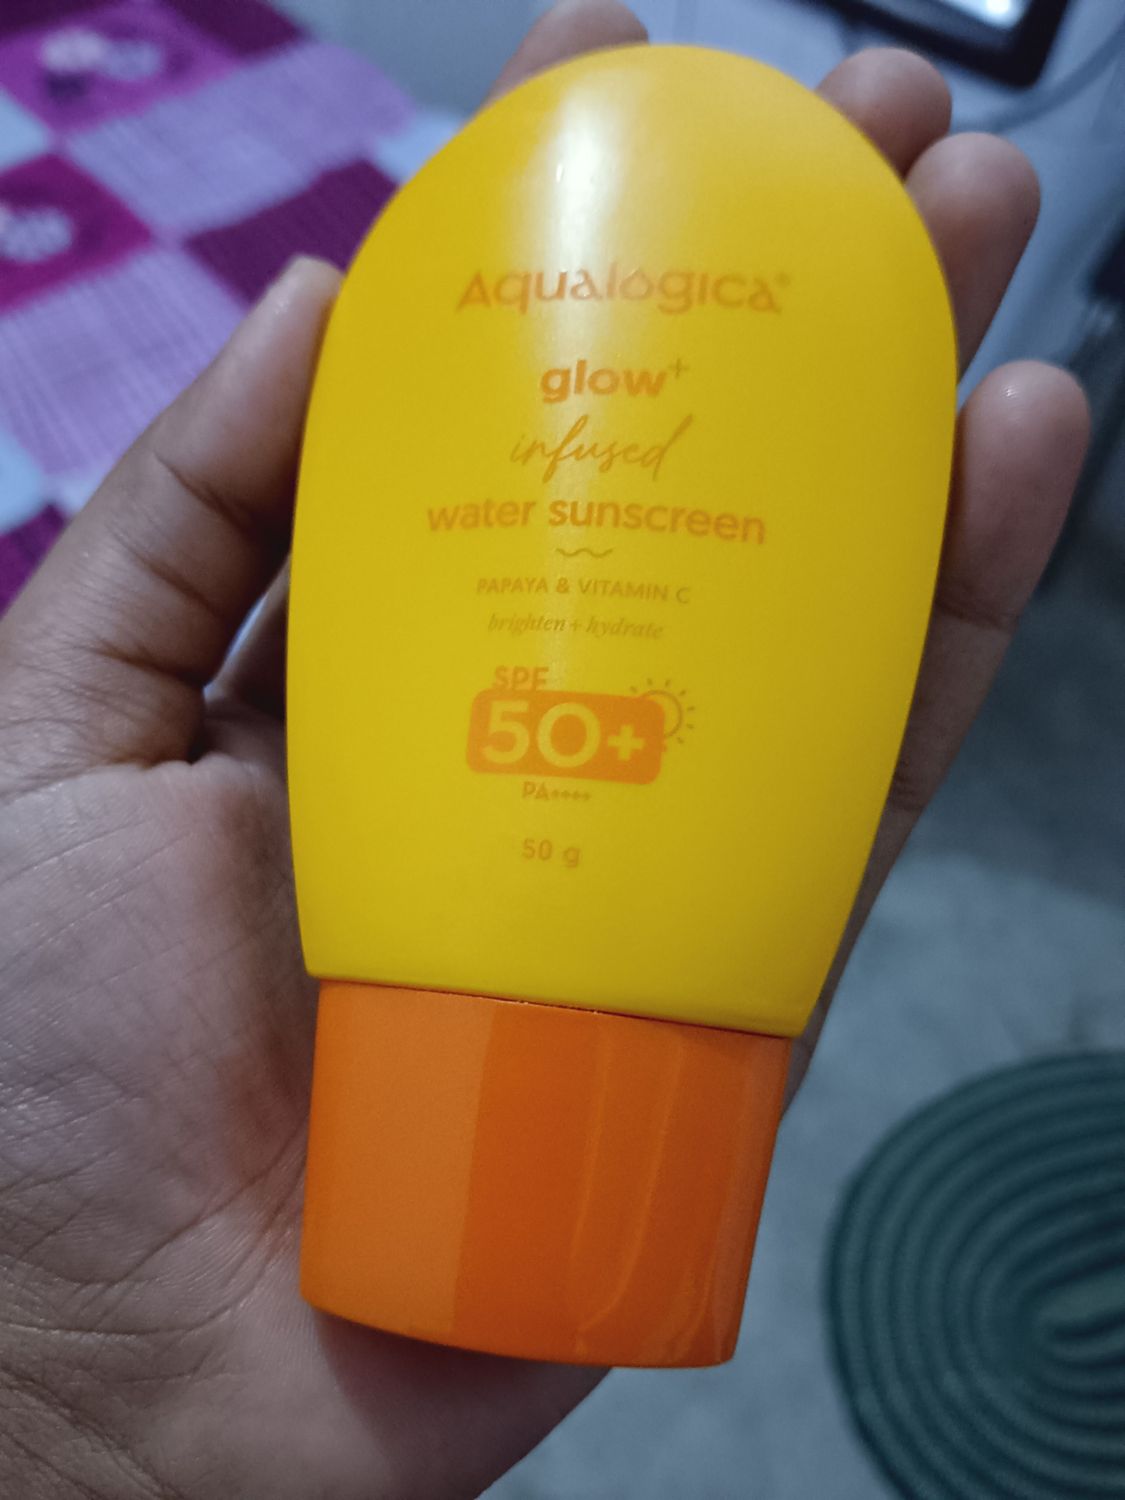 Aqualogica®
glow+
infused
water sunscreen
PAPAYA & VITAMIN C
brighten + hydrate
SPF
50+
PA++++
50 g